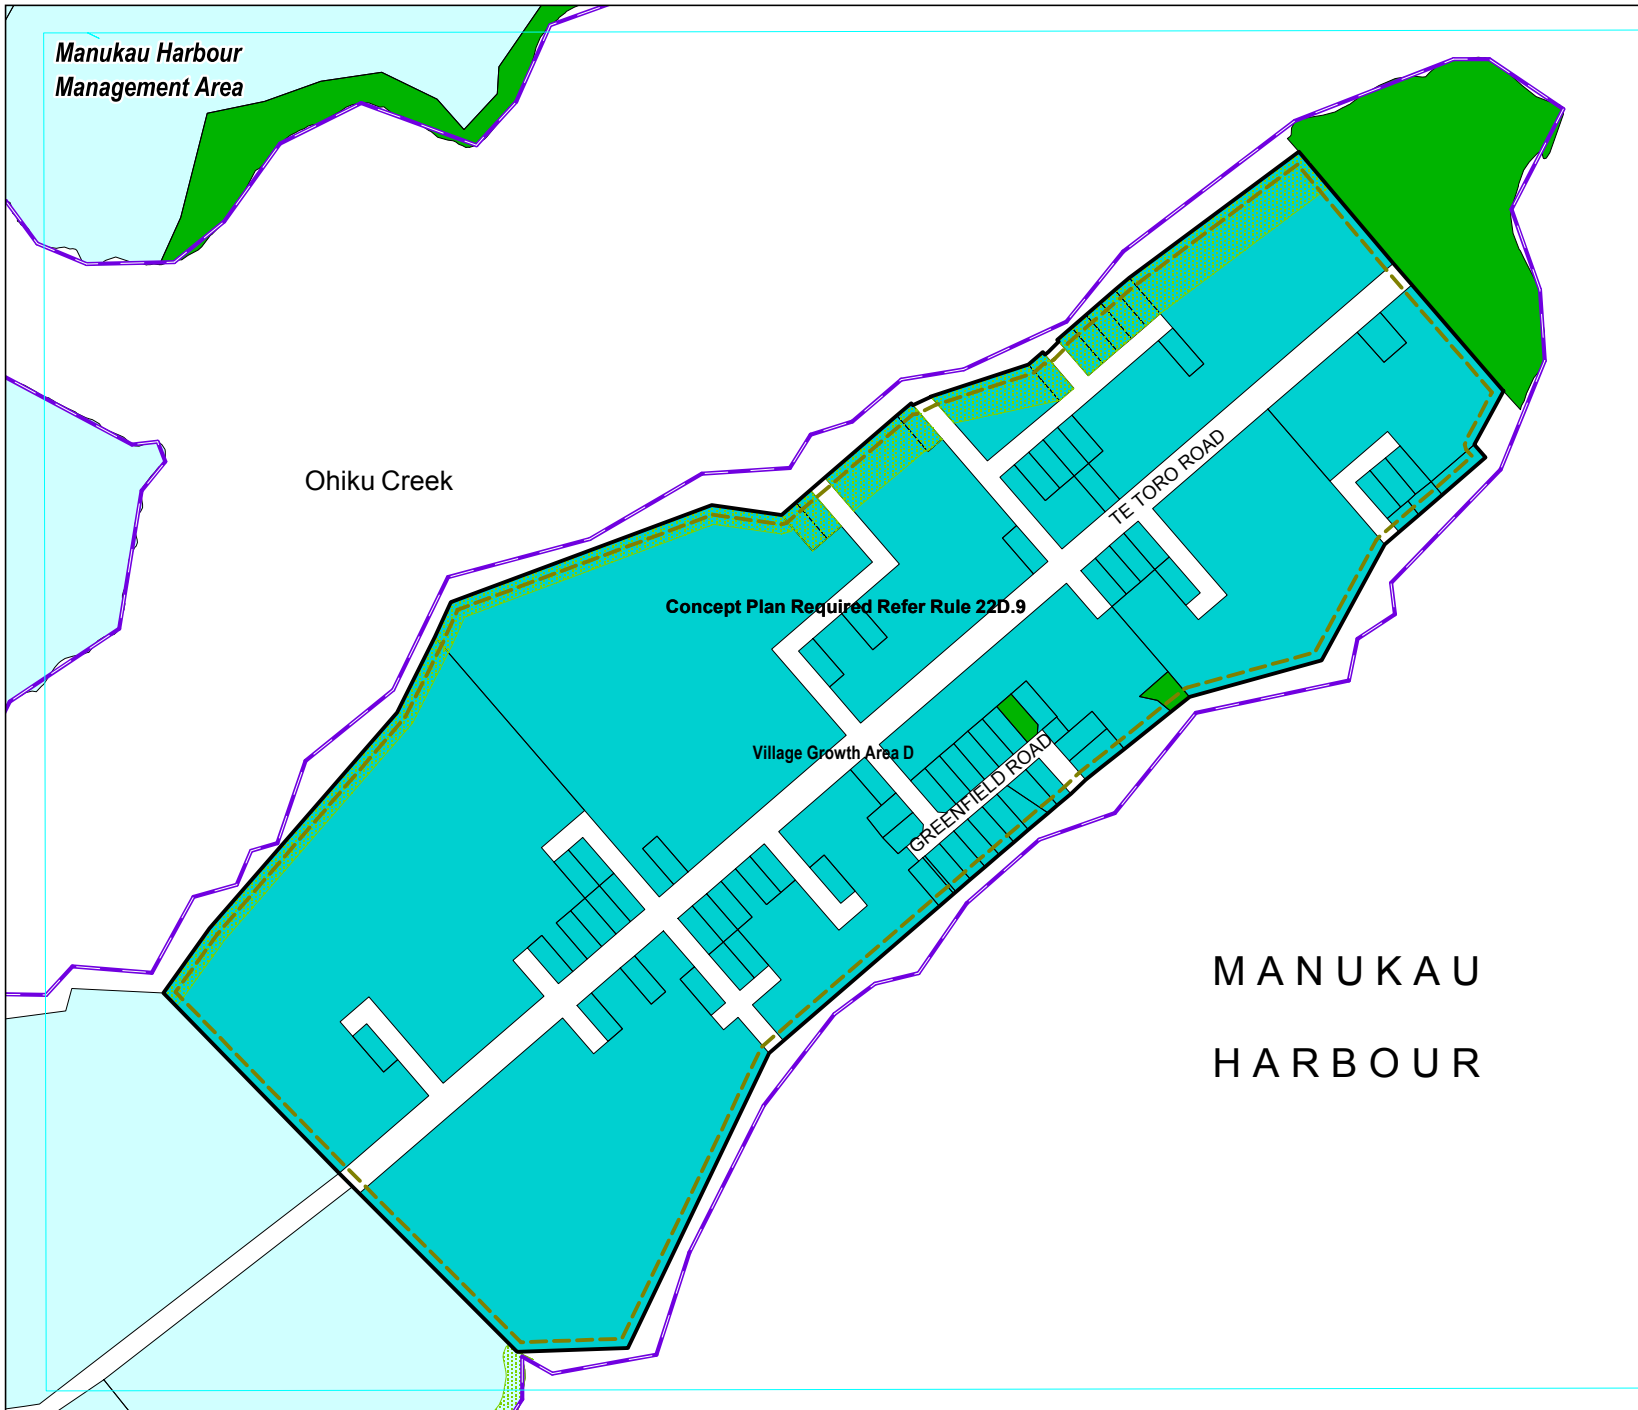 Manukau Harbour
Management Area
Ohiku Creek
TE TORO ROAD
Concept Plan Required Refer Rule 22D.9
Village Growth Area D
GREENFIELD ROAD
MANUKAU
HARBOUR